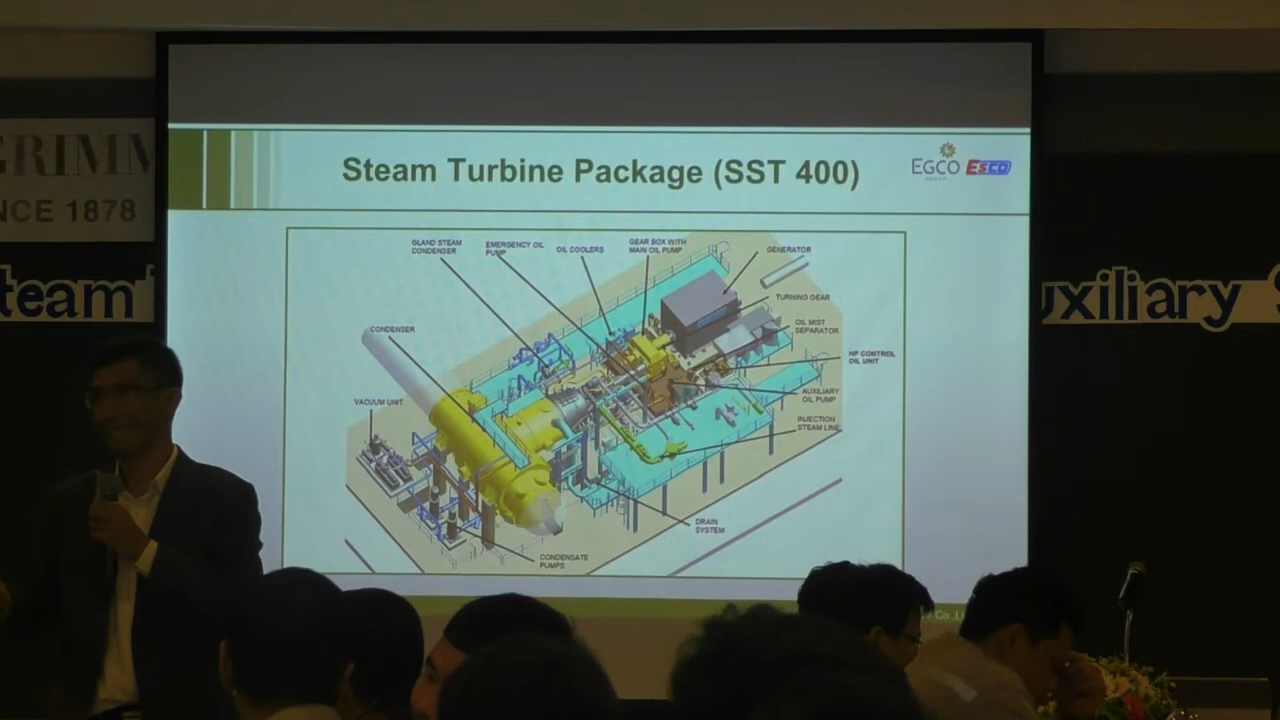 GRIMM
NCE 1878
team
uxiliary S
Steam Turbine Package (SST 400)
EGCO
GROUP
ESCO
GLAND STEAM
CONDENSER
EMERGENCY OIL
PUMP
OIL COOLERS
GEAR BOX WITH
MAIN OIL PUMP
GENERATOR
TURNING GEAR
OIL MIST
SEPARATOR
HP CONTROL
OIL UNIT
AUXILIARY
OIL PUMP
INJECTION
STEAM LINE
CONDENSER
VACUUM UNIT
DRAIN
SYSTEM
CONDENSATE
PUMPS